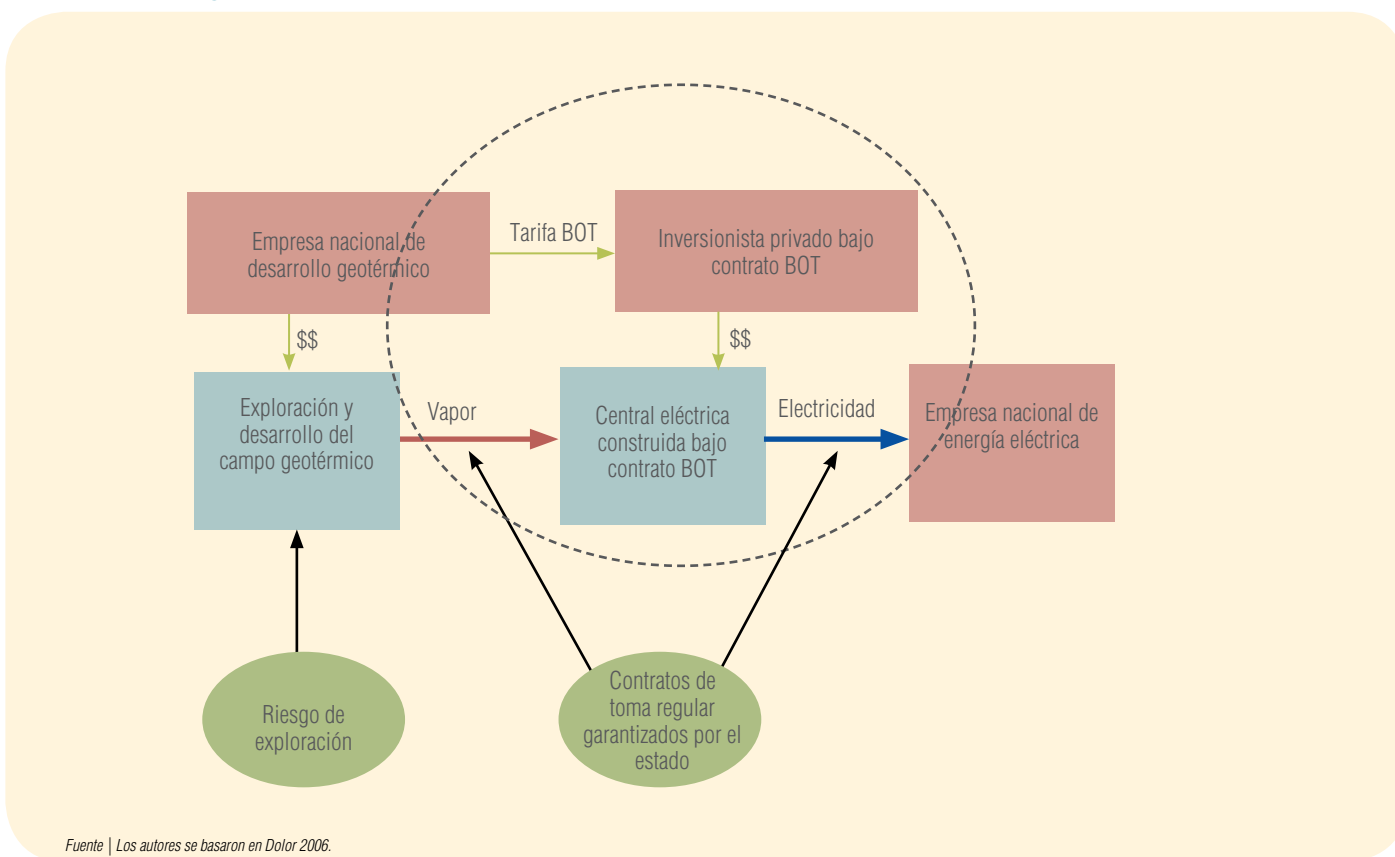 Empresa nacional de
desarrollo geotérmico
Tarifa BOT
Inversionista privado bajo
contrato BOT
$$
$$
Exploración y
desarrollo del
campo geotérmico
Vapor
Central eléctrica
construida bajo
contrato BOT
Electricidad
Empresa nacional de
energía eléctrica
Riesgo de
exploración
Contratos de
toma regular
garantizados por el
estado
Fuente | Los autores se basaron en Dolor 2006.